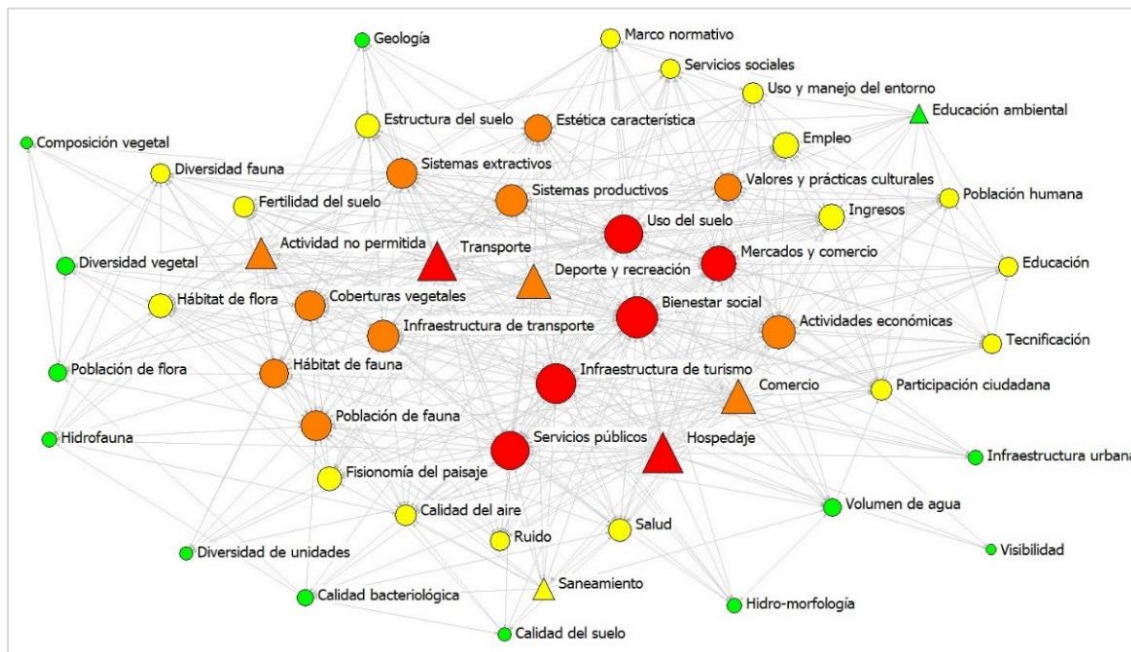 Geología
Marco normativo
Servicios sociales
Uso y manejo del entorno
Educación ambiental
Estructura del suelo
Estética característica
Composición vegetal
Empleo
Diversidad fauna
Sistemas extractivos
Valores y prácticas culturales
Sistemas productivos
Población humana
Fertilidad del suelo
Ingresos
Uso del suelo
Actividad no permitida
Transporte
Mercados y comercio
Diversidad vegetal
Deporte y recreación
Educación
Hábitat de flora
Coberturas vegetales
Bienestar social
Infraestructura de transporte
Actividades económicas
Tecnificación
Hábitat de fauna
Población de flora
Infraestructura de turismo
Comercio
Participación ciudadana
Población de fauna
Hidrofauna
Servicios públicos
Hospedaje
Infraestructura urbana
Fisionomía del paisaje
Volumen de agua
Calidad del aire
Salud
Ruido
Diversidad de unidades
Visibilidad
Saneamiento
Calidad bacteriológica
Hidro-morfología
Calidad del suelo